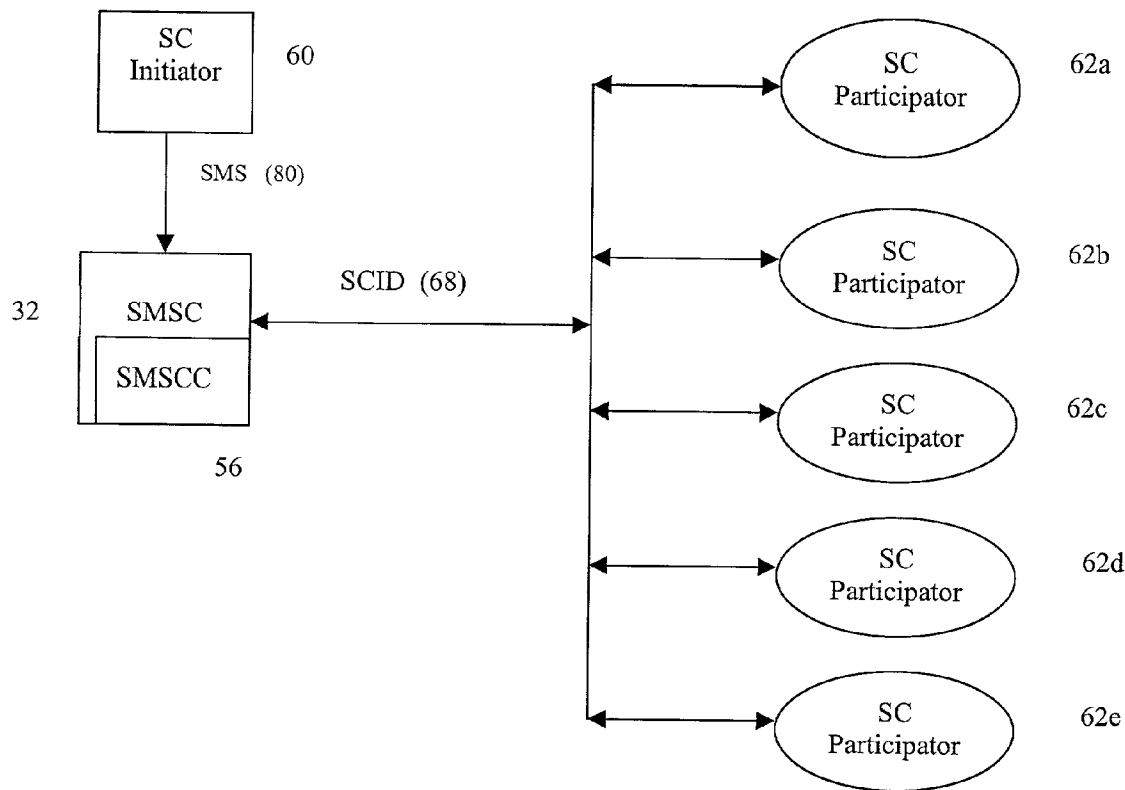 SC
Initiator
60
SMS (80)
32
SMSC
SMSCC
56
SCID (68)
SC
Participator
62a
SC
Participator
62b
SC
Participator
62c
SC
Participator
62d
SC
Participator
62e